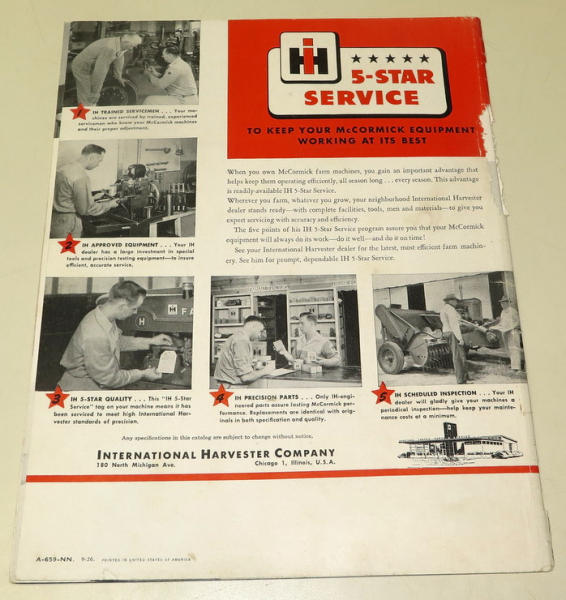 IH
5-STAR
SERVICE
TO KEEP YOUR McCORMICK EQUIPMENT
WORKING AT ITS BEST
1 IH TRAINED SERVICEMEN . . . Your ma-
chines are serviced by trained, experienced
servicemen who know your McCormick machines
and their proper adjustment.
2 IH APPROVED EQUIPMENT . . . Your IH
dealer has a large investment in special
tools and precision testing equipment—to insure
efficient, accurate service.
When you own McCormick farm machines, you gain an important advantage that
helps keep them operating efficiently, all season long . . . every season. This advantage
is readily-available IH 5-Star Service.
Wherever you farm, whatever you grow, your neighborhood International Harvester
dealer stands ready—with complete facilities, tools, men and materials—to give you
expert servicing with accuracy and efficiency.
The five points of his IH 5-Star Service program assure you that your McCormick
equipment will always do its work—do it well—and do it on time!
See your International Harvester dealer for the latest, most efficient farm machin-
ery. See him for prompt, dependable IH 5-Star Service.
H FA
3 IH 5-STAR QUALITY . . . This "IH 5-Star
Service" tag on your machine means it has
been serviced to meet high International Har-
vester standards of precision.
4 IH PRECISION PARTS . . . Only IH-engi-
neered parts assure lasting McCormick per-
formance. Replacements are identical with orig-
inals in both specification and quality.
5 IH SCHEDULED INSPECTION . . . Your IH
dealer will gladly give your machines a
periodical inspection—help keep your mainte-
nance costs at a minimum.
Any specifications in this catalog are subject to change without notice.
INTERNATIONAL HARVESTER COMPANY
180 North Michigan Ave. Chicago 1, Illinois, U.S.A.
A-659-NN. 9-26. PRINTED IN UNITED STATES OF AMERICA